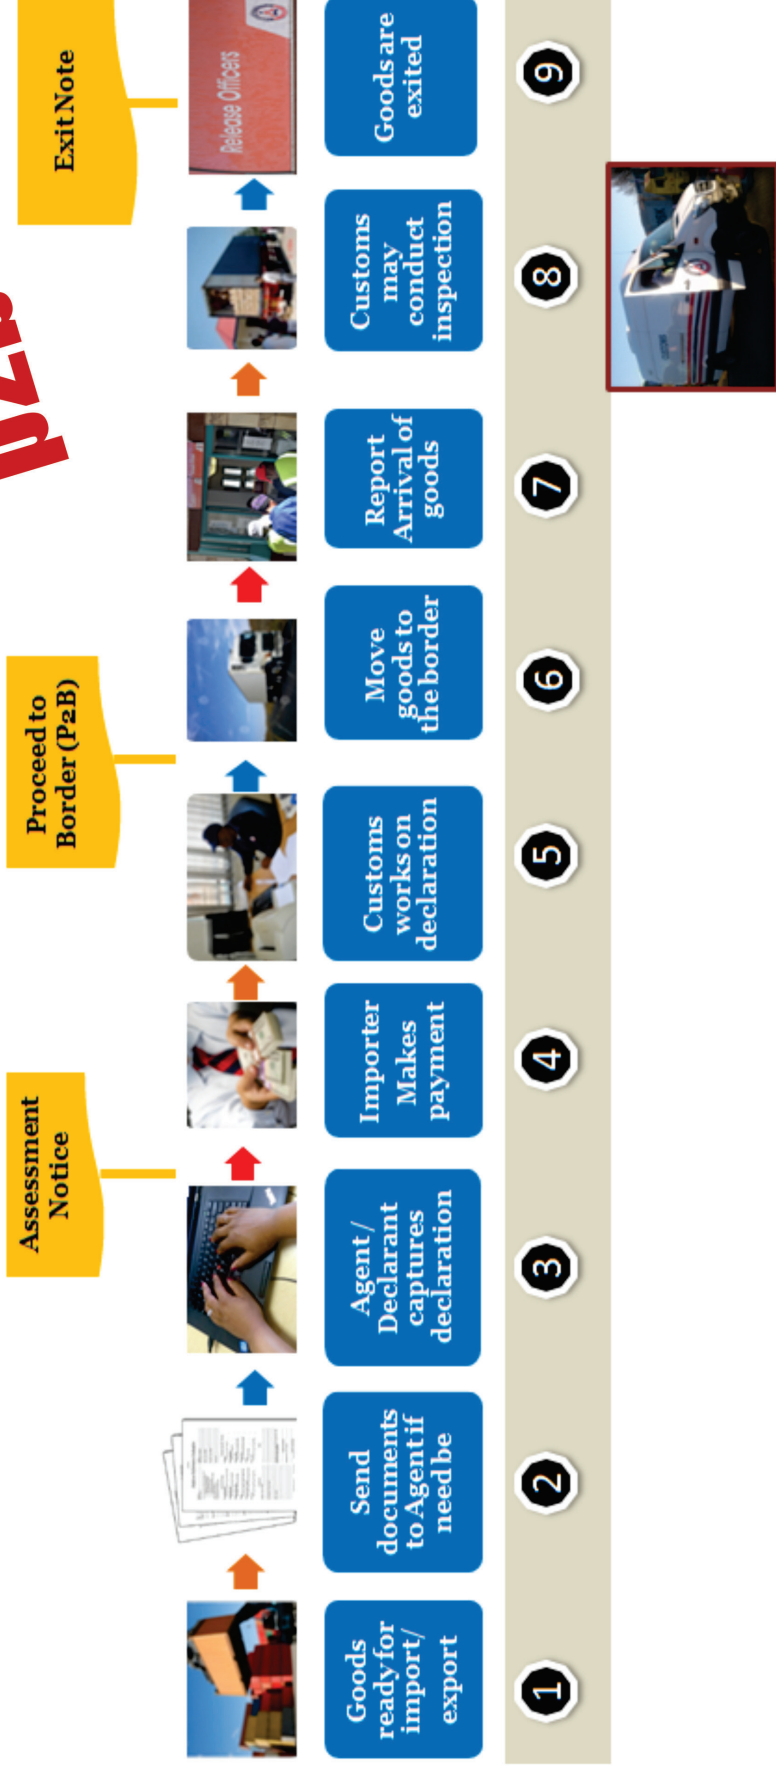 P2B
Assessment
Notice
Proceed to
Border (P2B)
Exit Note
Release Officers
Goods
ready for
import/
export
Send
documents
to Agent if
need be
Agent /
Declarant
captures
declaration
Importer
Makes
payment
Customs
works on
declaration
Move
goods to
the border
Report
Arrival of
goods
Customs
may
conduct
inspection
Goods are
exited
1
2
3
4
5
6
7
8
9